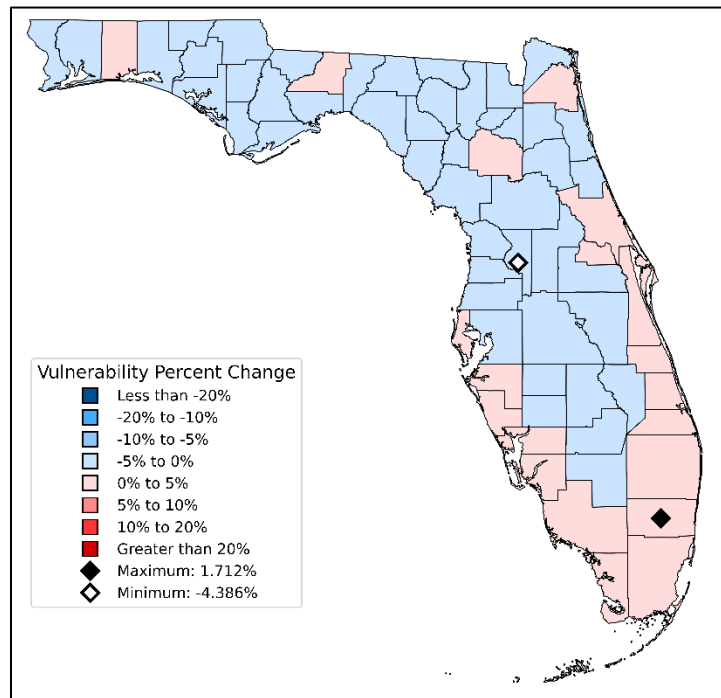 Vulnerability Percent Change
Less than -20%
-20% to -10%
-10% to -5%
-5% to 0%
0% to 5%
5% to 10%
10% to 20%
Greater than 20%
Maximum: 1.712%
Minimum: -4.386%